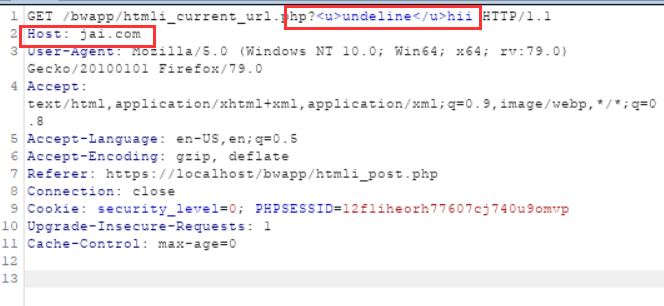 1 GET /bwapp/htmli_current_url.php?<u>undeline</u>hii HTTP/1.1
2 Host: jai.com
3 User-Agent: Mozilla/5.0 (Windows NT 10.0; Win64; x64; rv:79.0)
Gecko/20100101 Firefox/79.0
4 Accept:
text/html,application/xhtml+xml,application/xml;q=0.9,image/webp,*/*;q=0
.8
5 Accept-Language: en-US,en;q=0.5
6 Accept-Encoding: gzip, deflate
7 Referer: https://localhost/bwapp/htmli_post.php
8 Connection: close
9 Cookie: security_level=0; PHPSESSID=12fliheorh77607cj740u9omvp
10 Upgrade-Insecure-Requests: 1
11 Cache-Control: max-age=0
12
13